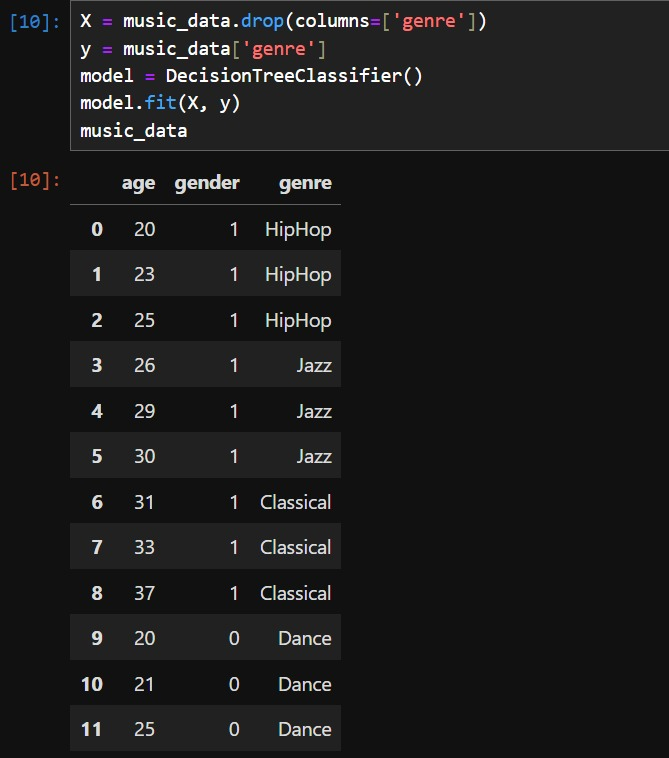 [10]: X = music_data.drop(columns=['genre'])
y = music_data['genre']
model = DecisionTreeClassifier()
model.fit(X, y)
music_data
[10]:
age gender genre
0 20 1 HipHop
1 23 1 HipHop
2 25 1 HipHop
3 26 1 Jazz
4 29 1 Jazz
5 30 1 Jazz
6 31 1 Classical
7 33 1 Classical
8 37 1 Classical
9 20 0 Dance
10 21 0 Dance
11 25 0 Dance